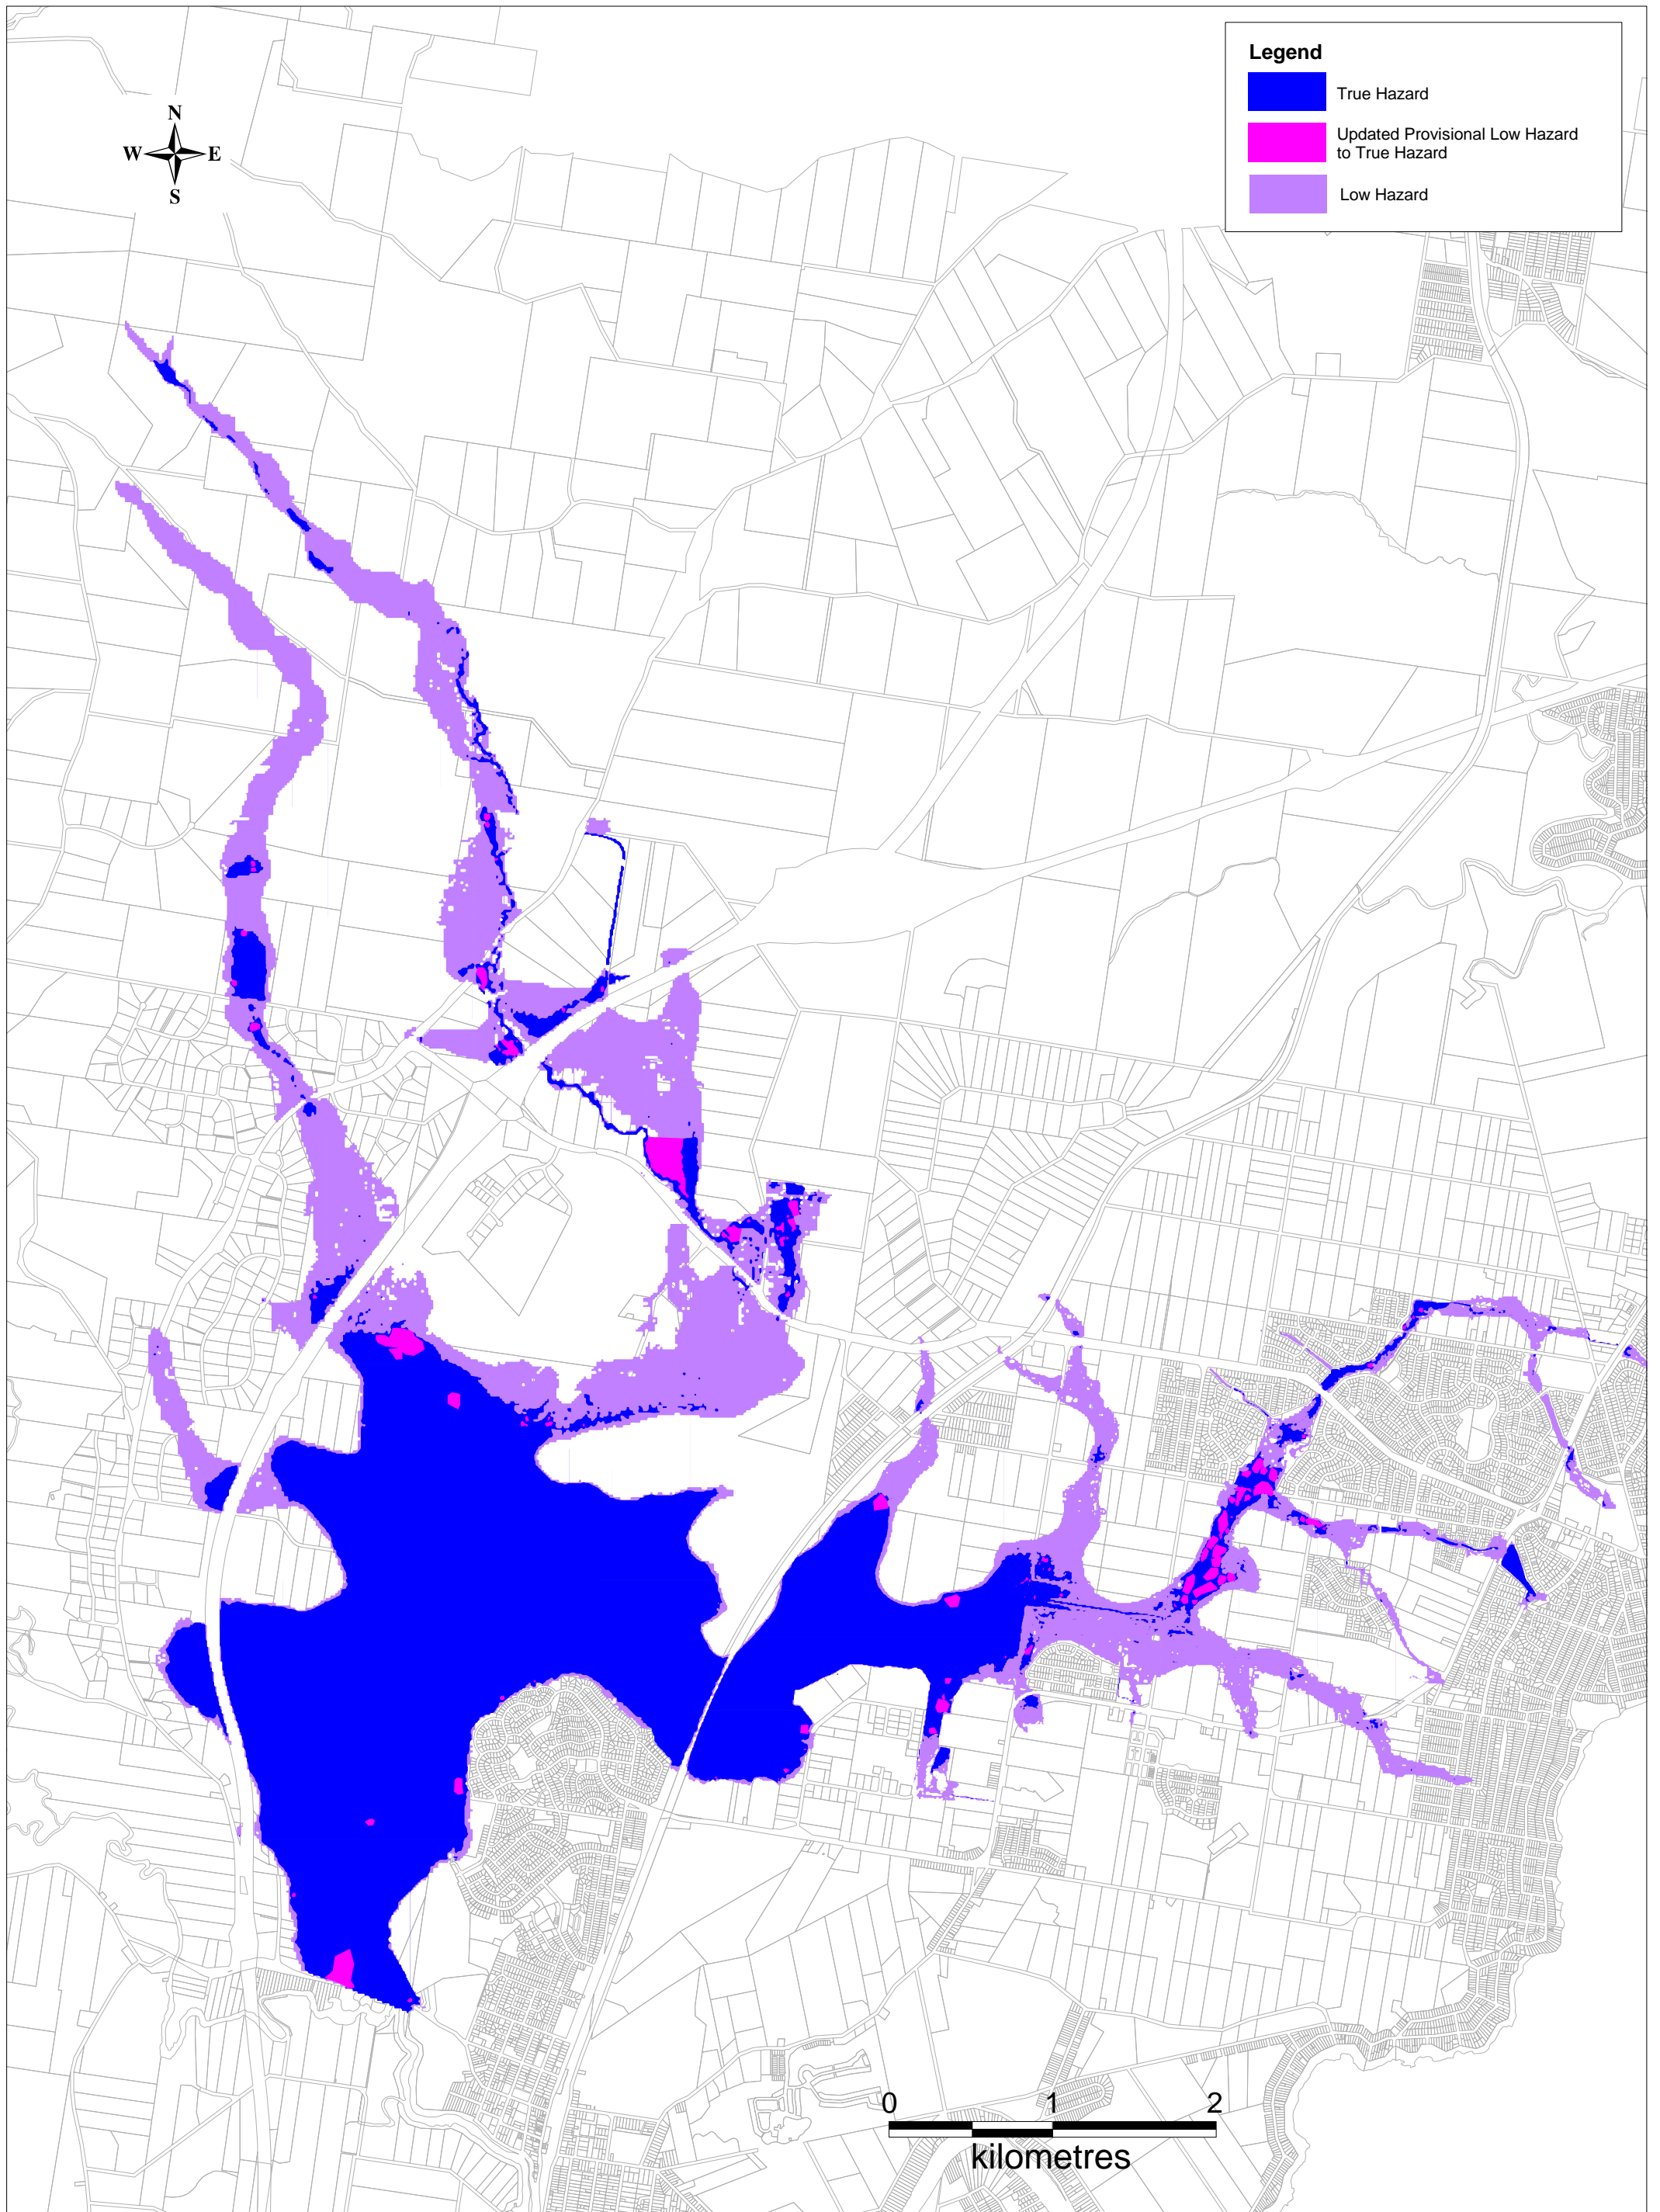 Legend
True Hazard
Updated Provisional Low Hazard
to True Hazard
Low Hazard
N
W E
S
0 1 2
kilometres